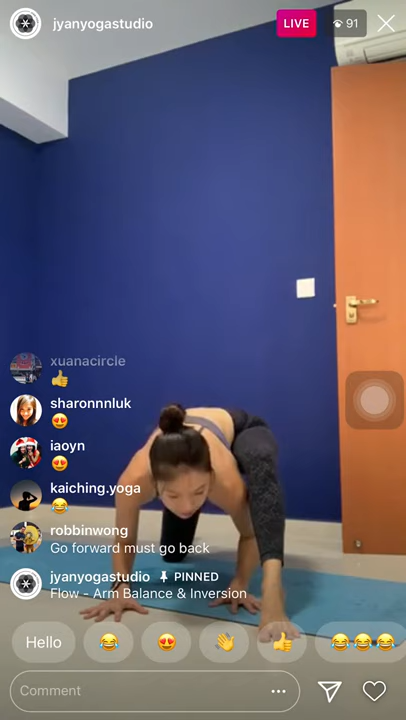 jyanyogastudio
LIVE
91
xuanacircle
sharonnnluk
iaoyn
kaiching.yoga
robbinwong
Go forward must go back
jyanyogastudio PINNED
Flow - Arm Balance & Inversion
Hello
Comment